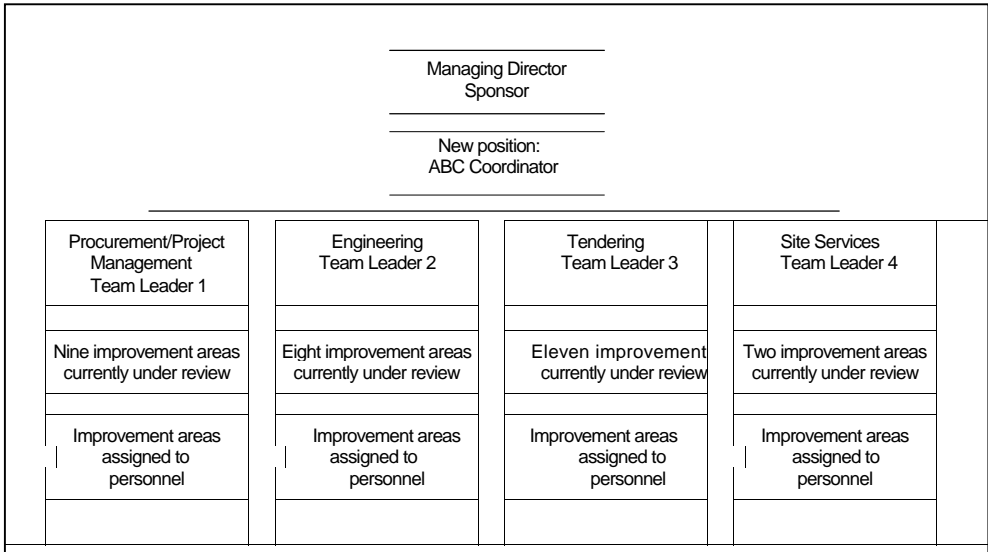 Managing Director
Sponsor
New position:
ABC Coordinator
Procurement/Project
Management
Team Leader 1
Engineering
Team Leader 2
Tendering
Team Leader 3
Site Services
Team Leader 4
Nine improvement areas
currently under review
Eight improvement areas
currently under review
Eleven improvement
currently under review
Two improvement areas
currently under review
Improvement areas
assigned to
personnel
Improvement areas
assigned to
personnel
Improvement areas
assigned to
personnel
Improvement areas
assigned to
personnel